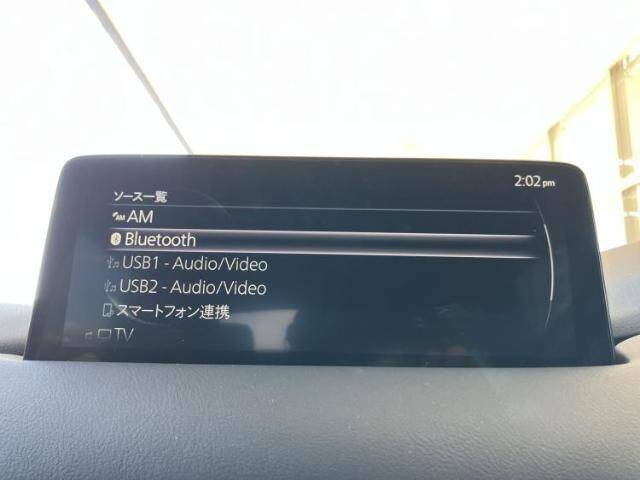 2:02 pm
ソース一覧
AM
Bluetooth
USB1 - Audio/Video
USB2 - Audio/Video
スマートフォン連携
TV